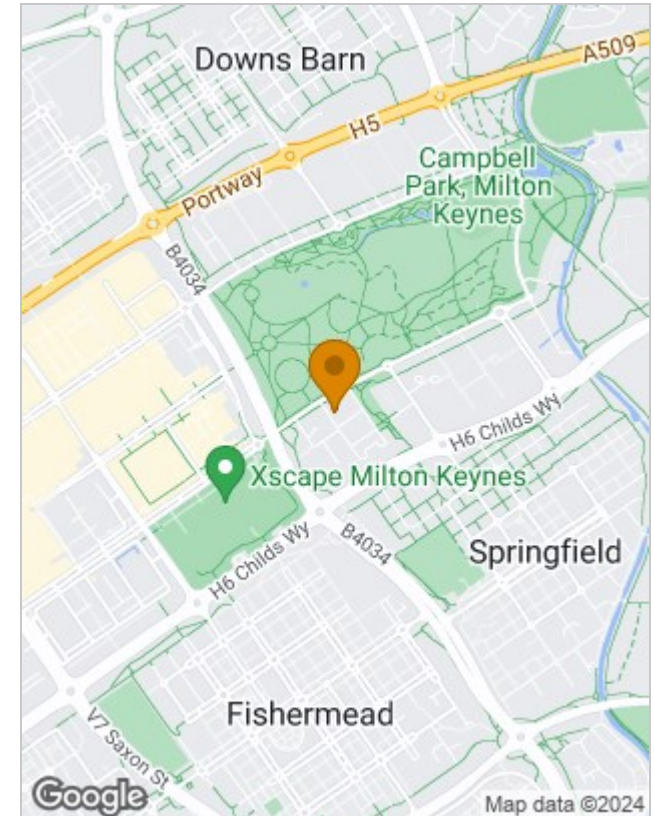 Downs Barn
A509
H5
Portway
Campbell
Park, Milton
Keynes
B4034
H6 Childs Wy
Xscape Milton Keynes
H6 Childs Wy
B4034
Springfield
Fishermead
V7 Saxon St
Google
Map data ©2024